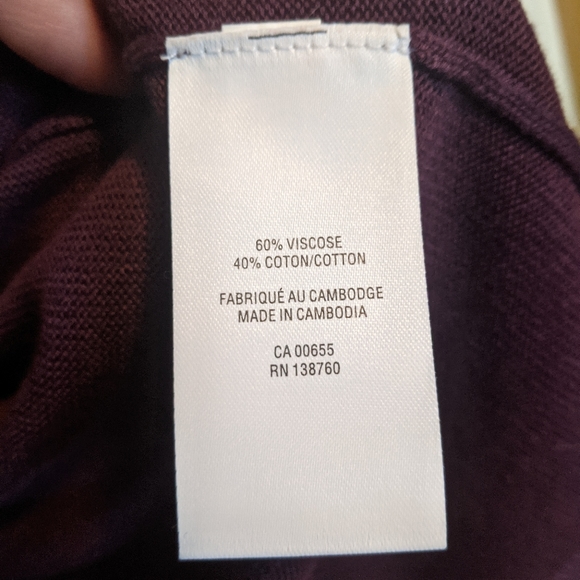 60% VISCOSE
40% COTON/COTTON
FABRIQUÉ AU CAMBODGE
MADE IN CAMBODIA
CA 00655
RN 138760